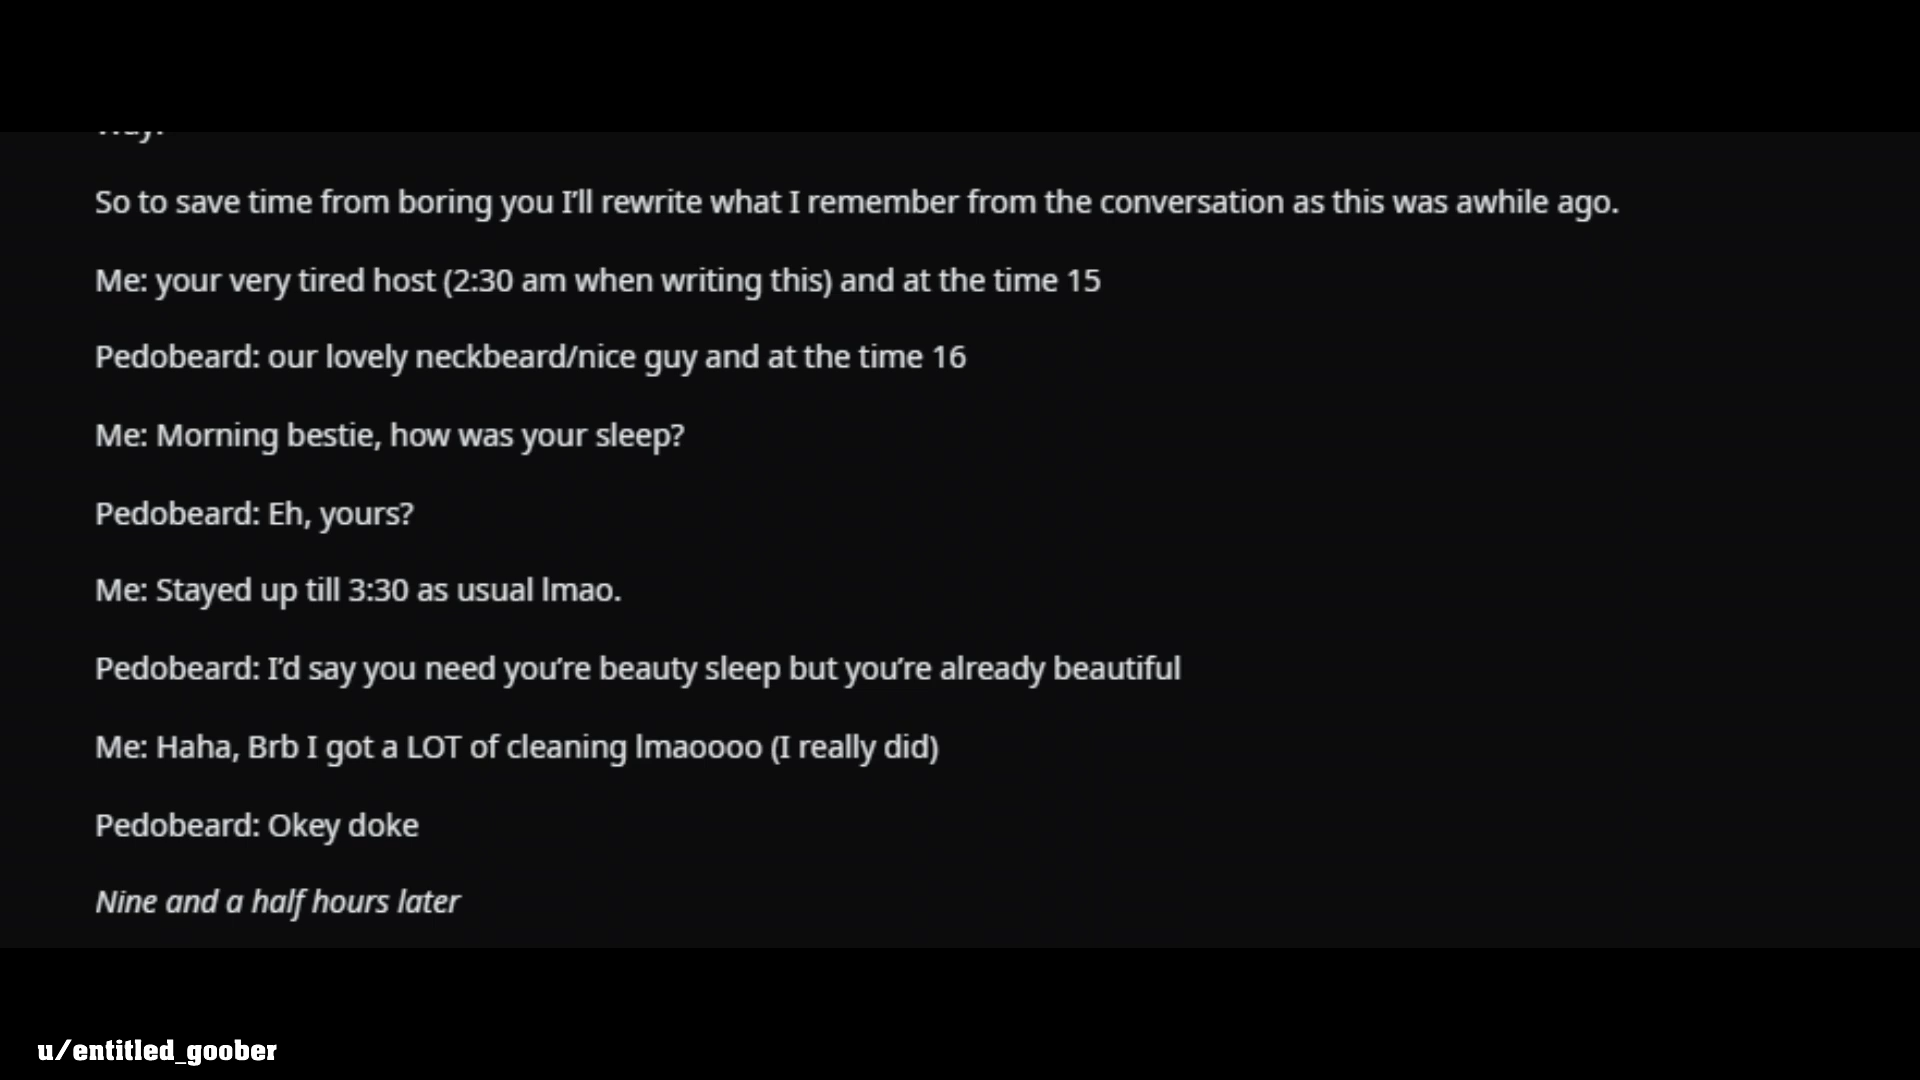 So to save time from boring you I'll rewrite what I remember from the conversation as this was awhile ago.
Me: your very tired host (2:30 am when writing this) and at the time 15
Pedobeard: our lovely neckbeard/nice guy and at the time 16
Me: Morning bestie, how was your sleep?
Pedobeard: Eh, yours?
Me: Stayed up till 3:30 as usual lmao.
Pedobeard: I'd say you need you're beauty sleep but you're already beautiful
Me: Haha, Brb I got a LOT of cleaning lmaoooo (I really did)
Pedobeard: Okey doke
Nine and a half hours later
u/entitled_goober